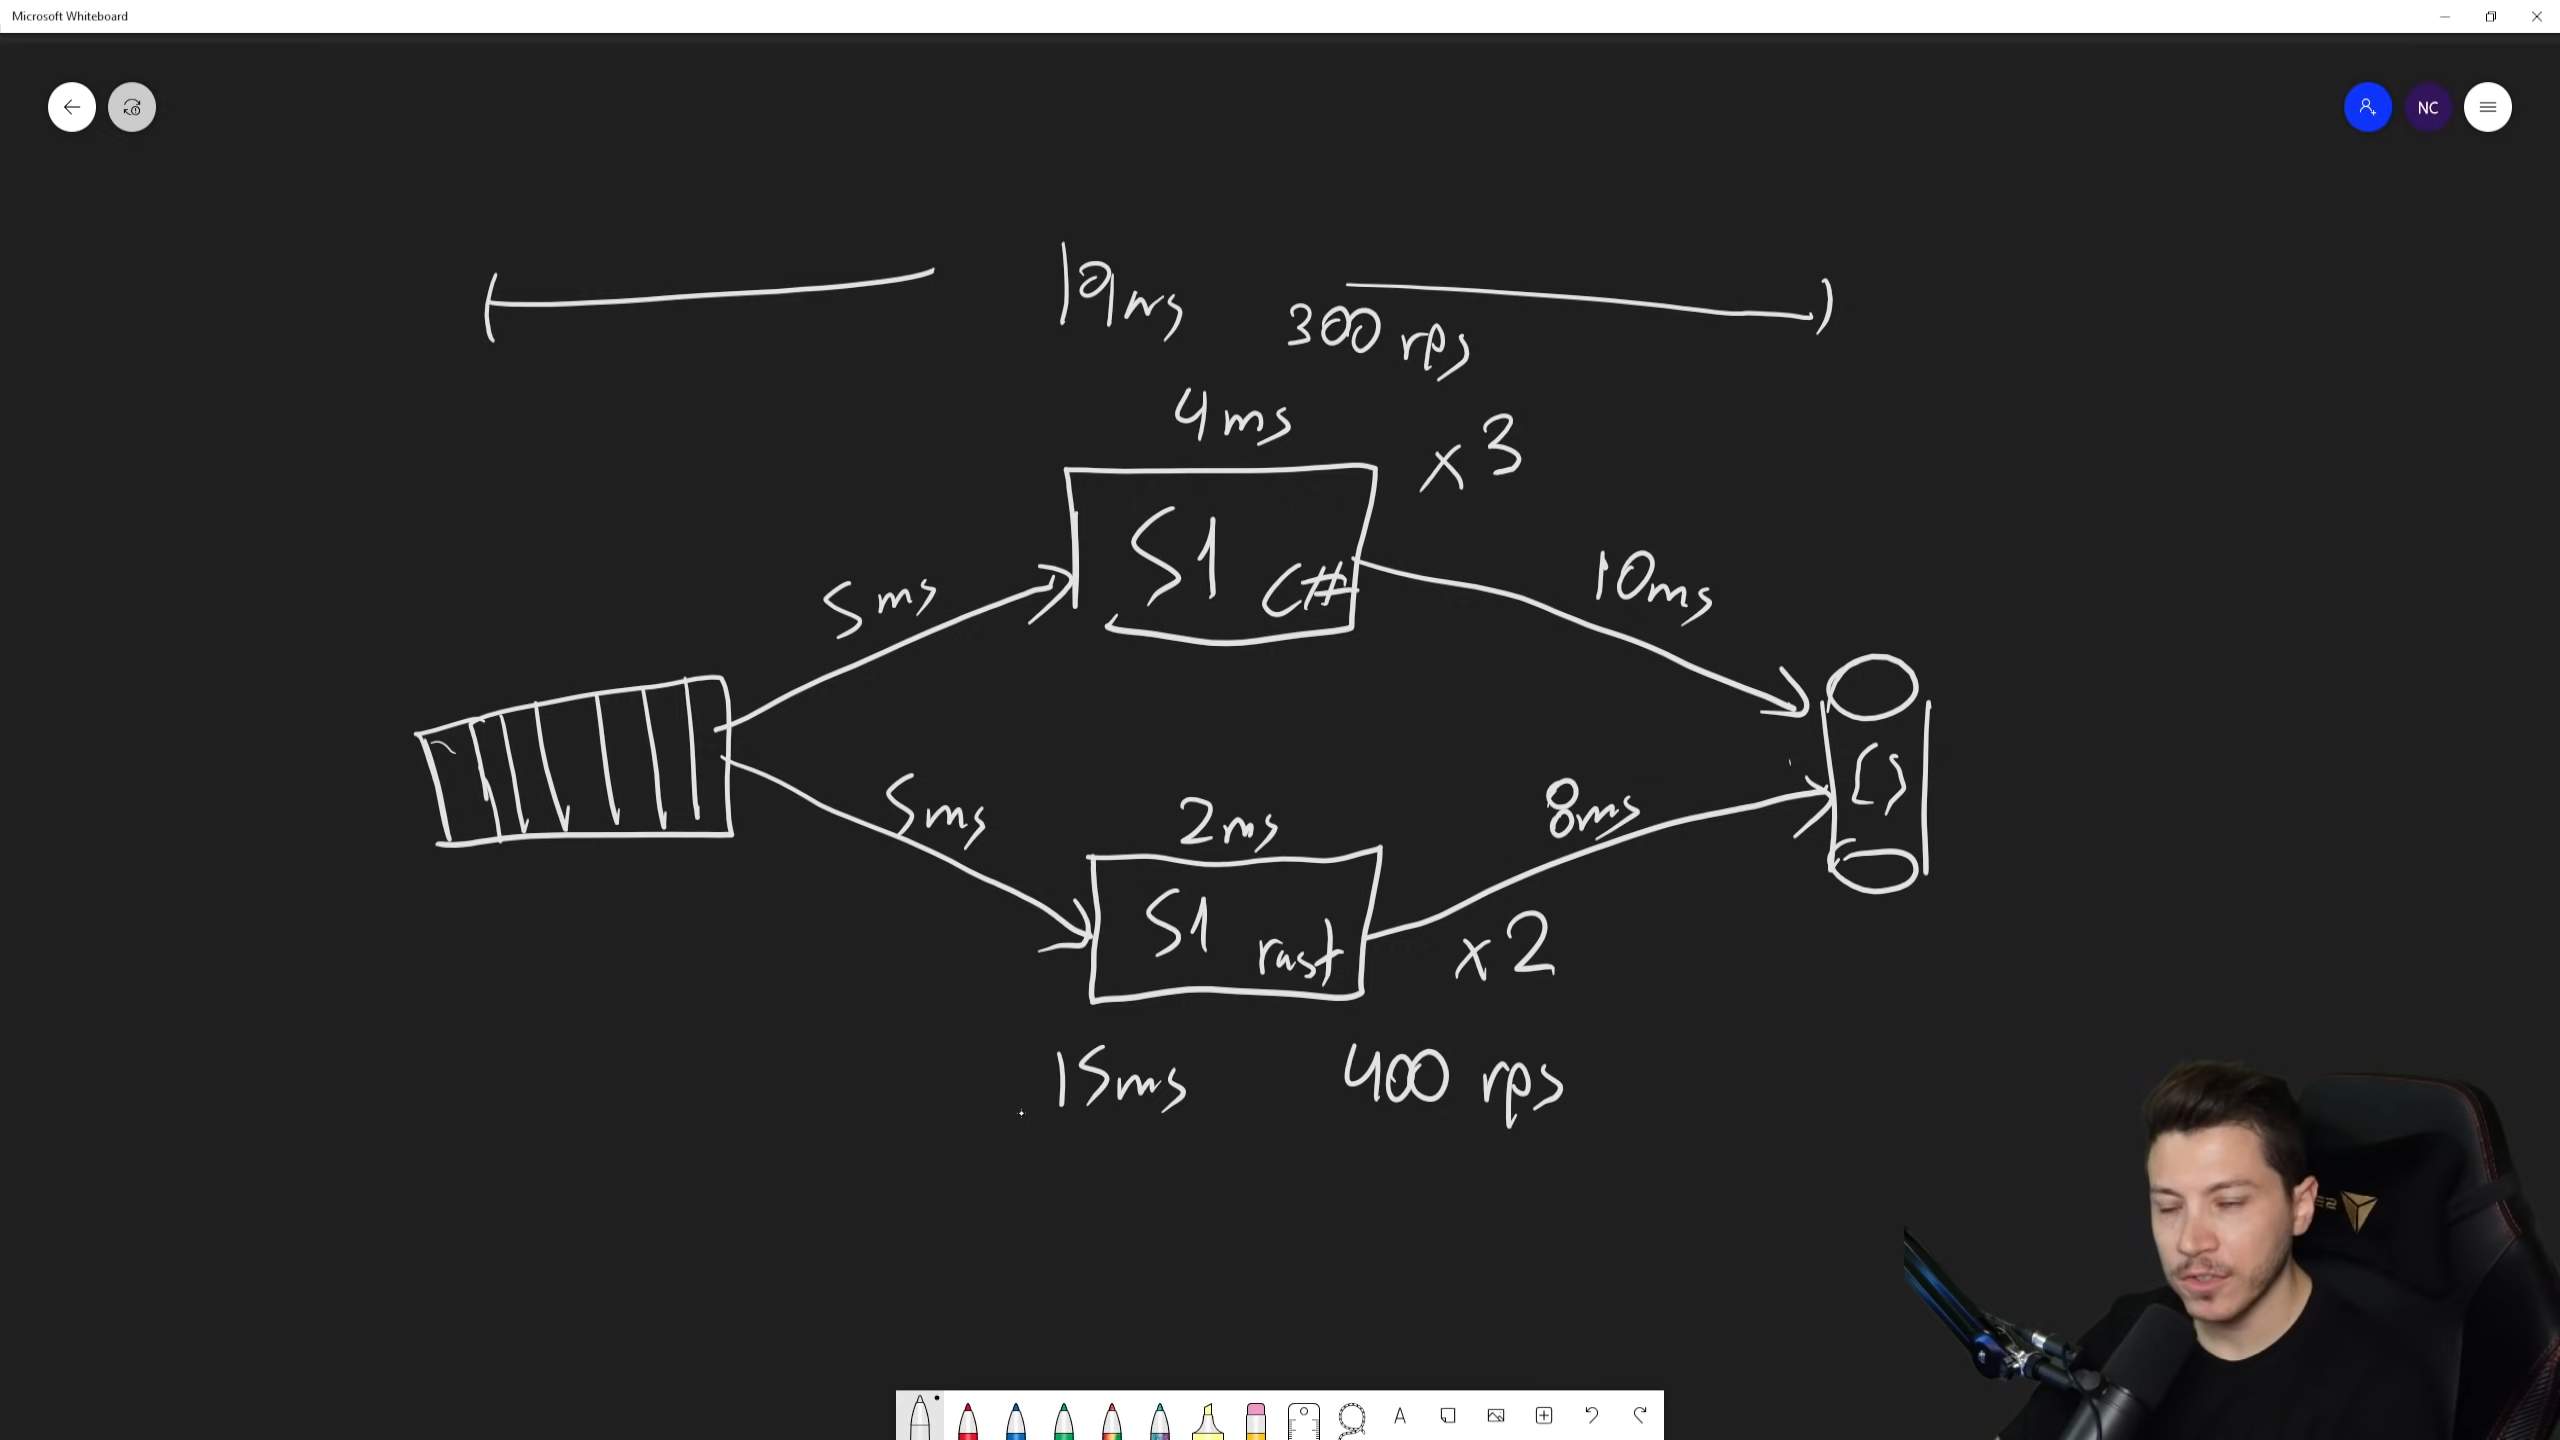 Microsoft Whiteboard
NC
19ms
300 rps
4ms
x3
S1
C#
5ms
10ms
5ms
2ms
8ms
S1
rust
x2
15ms
400 rps
A